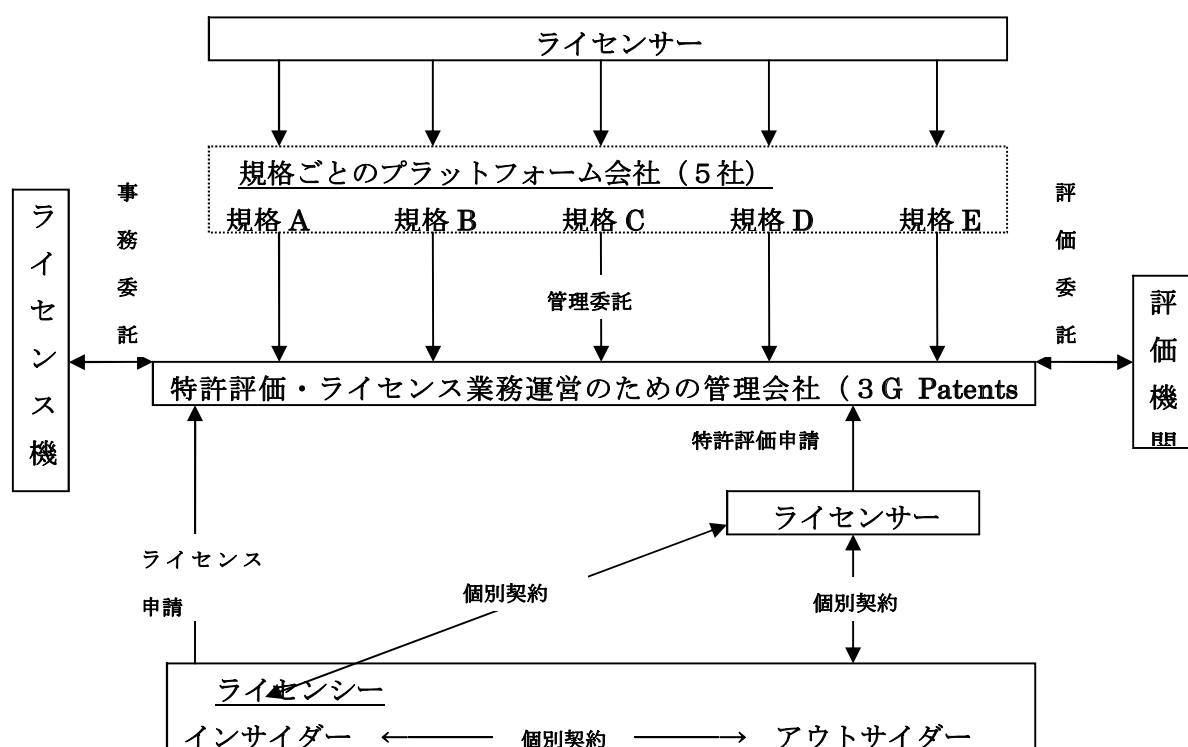 ライセンサー
規格ごとのプラットフォーム会社(５社)
規格 A 規格 B 規格 C 規格 D 規格 E
事務委託
評価委託
ライセンス機
評価機関
管理委託
特許評価・ライセンス業務運営のための管理会社(３G Patents
特許評価申請
ライセンサー
ライセンス
申請
個別契約
個別契約
ライセンシー
インサイダー ← 個別契約 → アウトサイダー